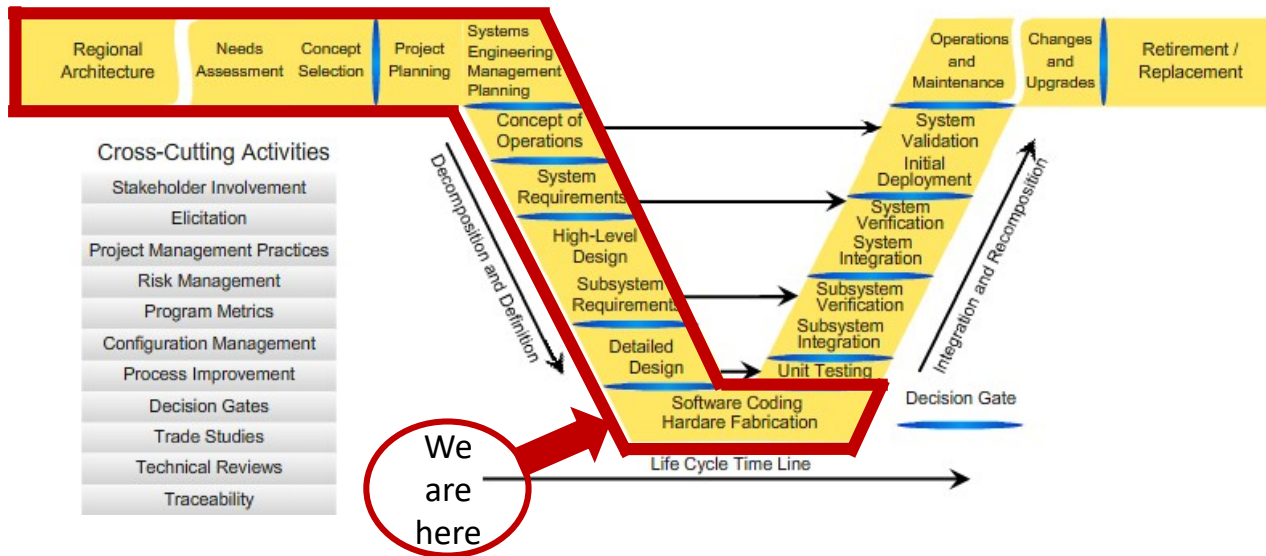 Regional
Architecture
Needs
Assessment
Concept
Selection
Project
Planning
Systems
Engineering
Management
Planning
Operations
and
Maintenance
Changes
and
Upgrades
Retirement /
Replacement
Cross-Cutting Activities
Stakeholder Involvement
Elicitation
Project Management Practices
Risk Management
Program Metrics
Configuration Management
Process Improvement
Decision Gates
Trade Studies
Technical Reviews
Traceability
Decomposition and Definition
Concept of
Operations
System
Requirements
High-Level
Design
Subsystem
Requirements
Detailed
Design
Software Coding
Hardare Fabrication
System
Validation
Initial
Deployment
System
Verification
System
Integration
Subsystem
Verification
Subsystem
Integration
Unit Testing
Integration and Recomposition
Decision Gate
Life Cycle Time Line
We
are
here